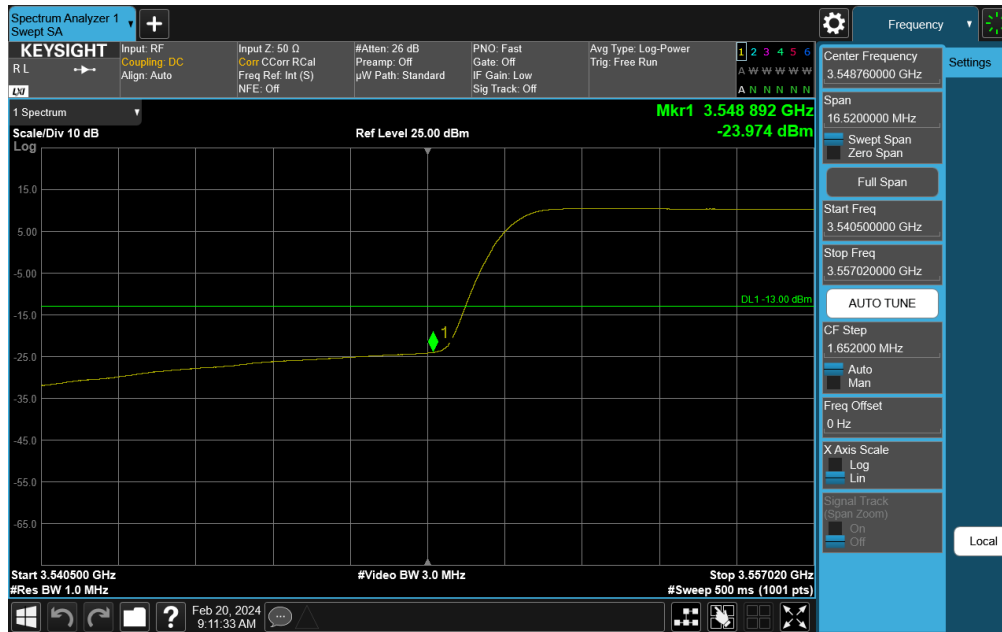 Spectrum Analyzer 1
Swept SA
Frequency
KEYSIGHT
R L
LXI
Input: RF
Coupling: DC
Align: Auto
Input Z: 50 Ω
Corr CCorr RCal
Freq Ref: Int (S)
NFE: Off
#Atten: 26 dB
Preamp: Off
µW Path: Standard
PNO: Fast
Gate: Off
IF Gain: Low
Sig Track: Off
Avg Type: Log-Power
Trig: Free Run
1 2 3 4 5 6
A W W W W W
A N N N N N
1 Spectrum
Scale/Div 10 dB
Log
Ref Level 25.00 dBm
Mkr1 3.548 892 GHz
-23.974 dBm
15.0
5.00
-5.00
DL1 -13.00 dBm
-15.0
1
-25.0
-35.0
-45.0
-55.0
-65.0
Start 3.540500 GHz
#Res BW 1.0 MHz
#Video BW 3.0 MHz
Stop 3.557020 GHz
#Sweep 500 ms (1001 pts)
Center Frequency
3.548760000 GHz
Settings
Span
16.5200000 MHz
Swept Span
Zero Span
Full Span
Start Freq
3.540500000 GHz
Stop Freq
3.557020000 GHz
AUTO TUNE
CF Step
1.652000 MHz
Auto
Man
Freq Offset
0 Hz
X Axis Scale
Log
Lin
Signal Track
(Span Zoom)
On
Off
Local
?
Feb 20, 2024
9:11:33 AM